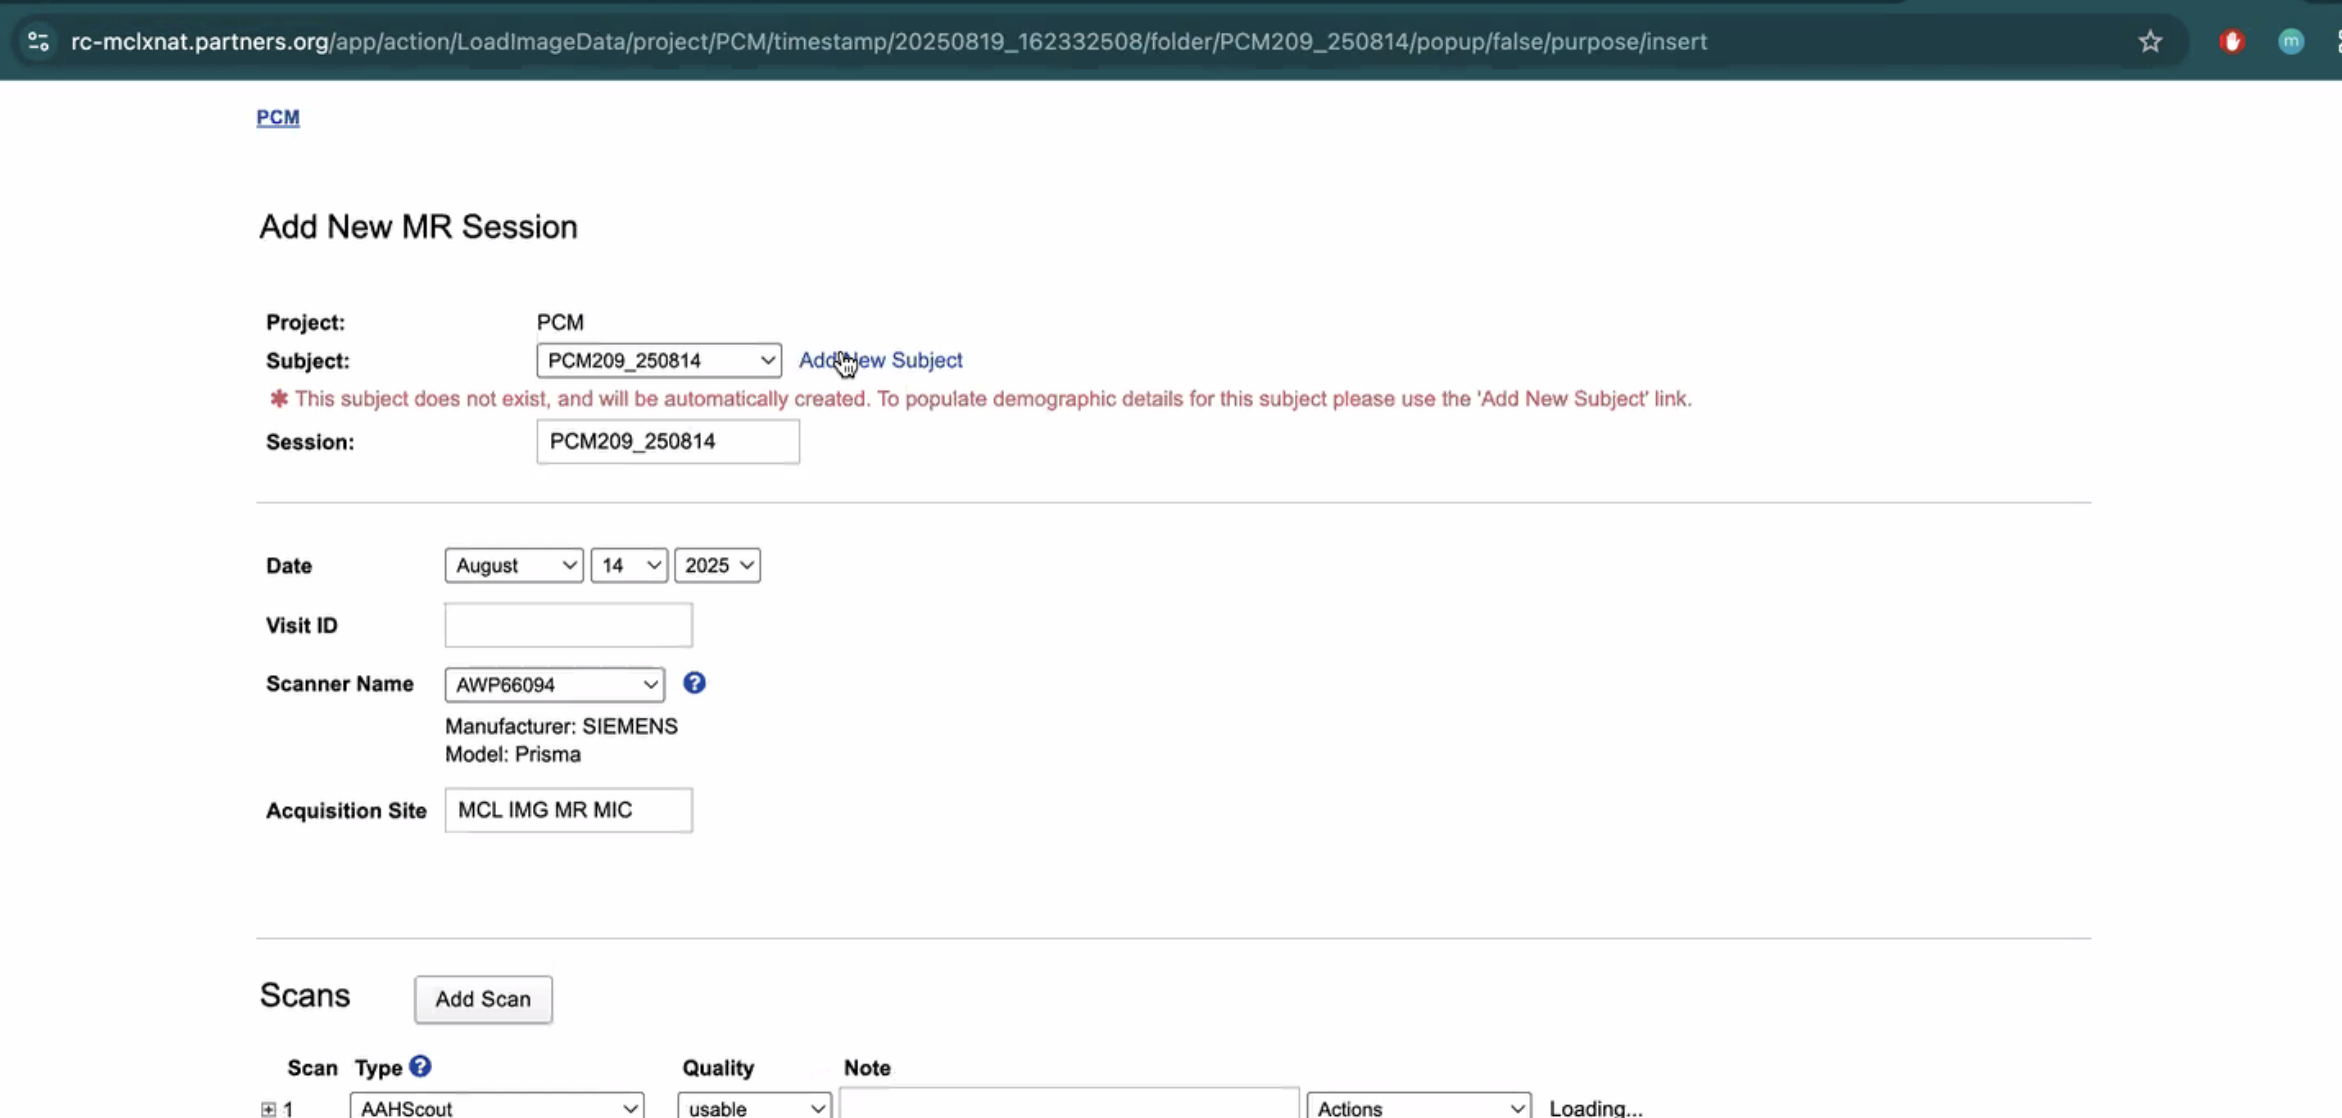 rc-mclxnat.partners.org/app/action/LoadImageData/project/PCM/timestamp/20250819_162332508/folder/PCM209_250814/popup/false/purpose/insert
m
PCM
Add New MR Session
Project: PCM
Subject: PCM209_250814 Add New Subject
✱ This subject does not exist, and will be automatically created. To populate demographic details for this subject please use the 'Add New Subject' link.
Session: PCM209_250814
Date August 14 2025
Visit ID
Scanner Name AWP66094 ?
Manufacturer: SIEMENS
Model: Prisma
Acquisition Site MCL IMG MR MIC
Scans Add Scan
Scan Type ? Quality Note
1 AAHScout usable Actions Loading...